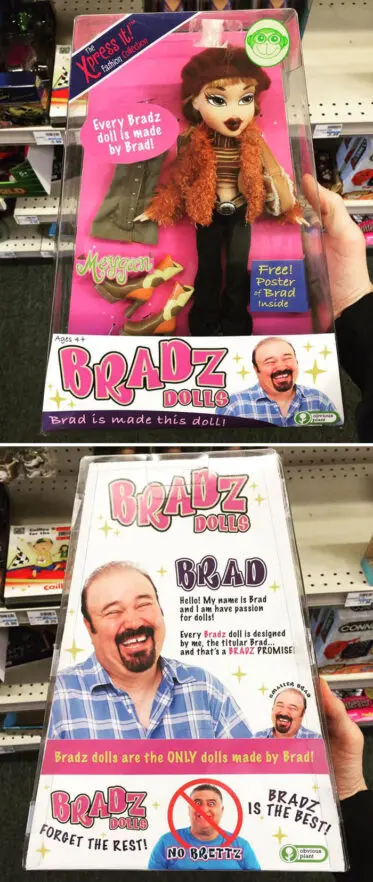 The
Xpress It!™
Fashion Collection
Every Bradz
doll is made
by Brad!
Meygan
Free!
Poster
of Brad
Inside
Ages 4+
BRADZ
DOLLS
Brad is made this doll!
obvious
plant
BRADZ
DOLLS
BRAD
Hello! My name is Brad
and I am have passion
for dolls!
Every Bradz doll is designed
by me, the titular Brad...
and that's a BRADZ PROMISE!
SMALLER BRAD
Bradz dolls are the ONLY dolls made by Brad!
BRADZ
DOLLS
FORGET THE REST!
NO BRETTZ
BRADZ
IS THE BEST!
obvious
plant